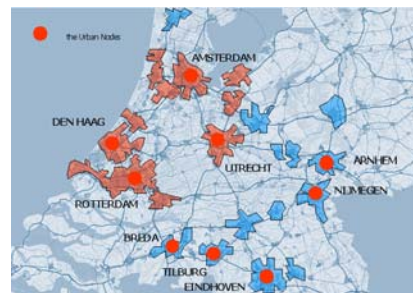 the Urban Nodes
AMSTERDAM
DEN HAAG
UTRECHT
ARNHEM
NIJMEGEN
ROTTERDAM
BREDA
TILBURG
EINDHOVEN